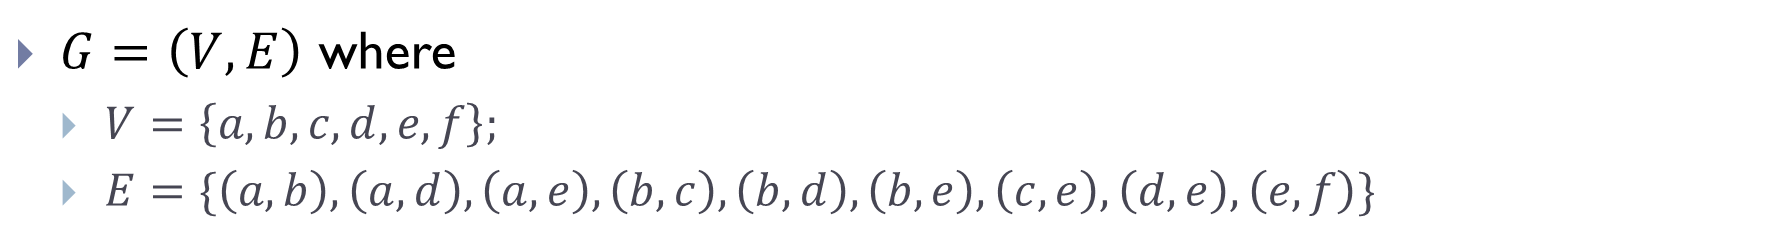 G = (V, E) where
V = {a, b, c, d, e, f};
E = {(a, b), (a, d), (a, e), (b, c), (b, d), (b, e), (c, e), (d, e), (e, f)}